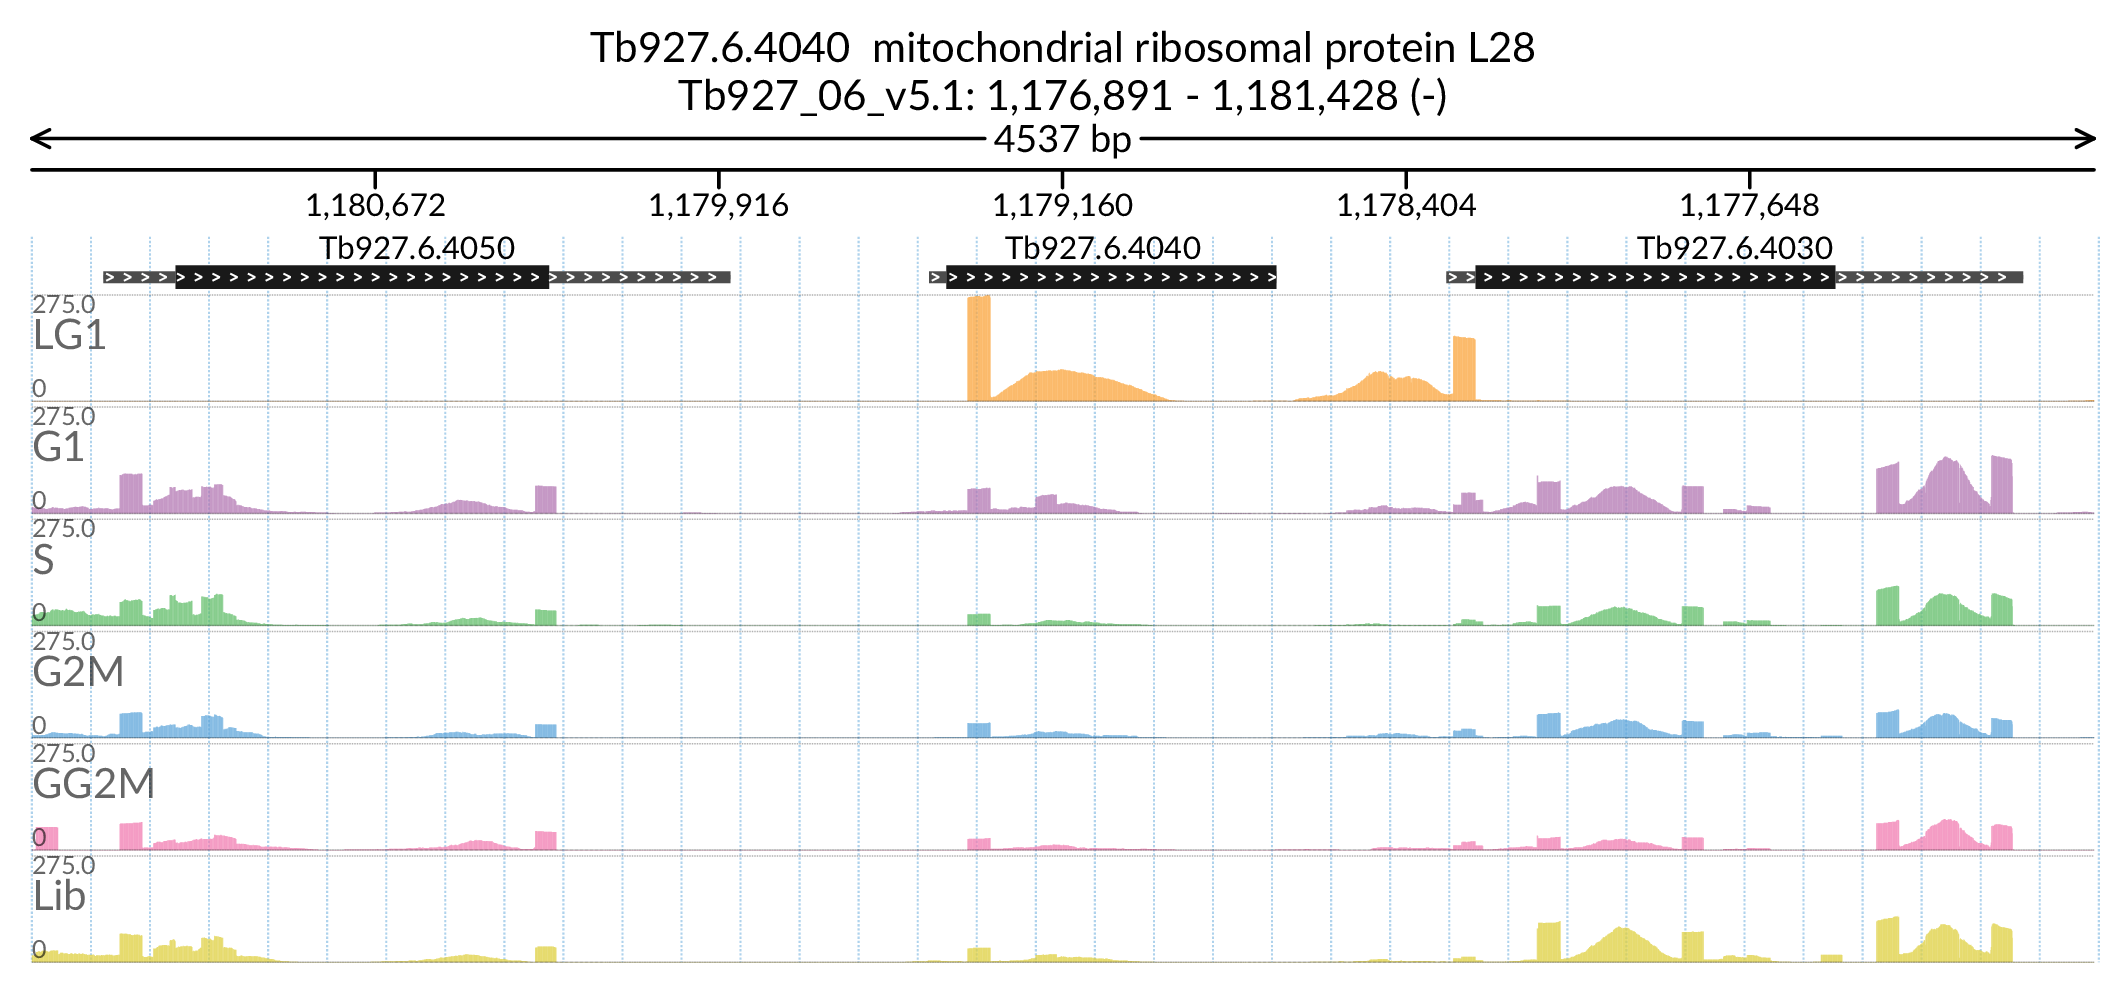 Tb927.6.4040  mitochondrial ribosomal protein L28
Tb927_06_v5.1: 1,176,891 - 1,181,428 (-)
4537 bp
1,180,672 1,179,916 1,179,160 1,178,404 1,177,648
Tb927.6.4050 Tb927.6.4040 Tb927.6.4030
275.0
LG1
0
275.0
G1
0
275.0
S
0
275.0
G2M
0
275.0
GG2M
0
275.0
Lib
0